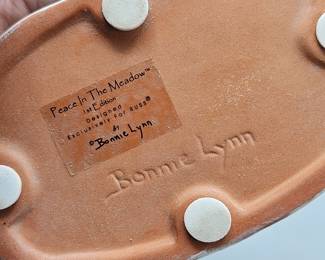 Peace In The Meadow™
1st Edition
Designed
Exclusively For RUSS®
by
©Bonnie Lynn
Bonnie Lynn